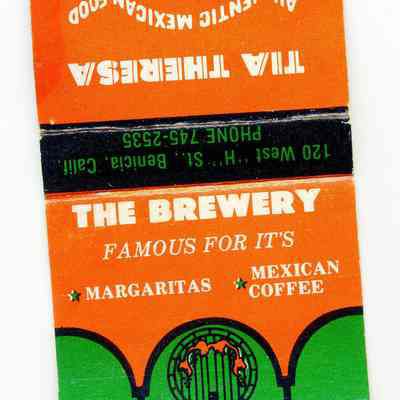 AUTHENTIC MEXICAN FOOD
TIA THERESA
120 West "H" St., Benicia, Calif.
PHONE 745-2535
THE BREWERY
FAMOUS FOR IT'S
MARGARITAS
MEXICAN
COFFEE